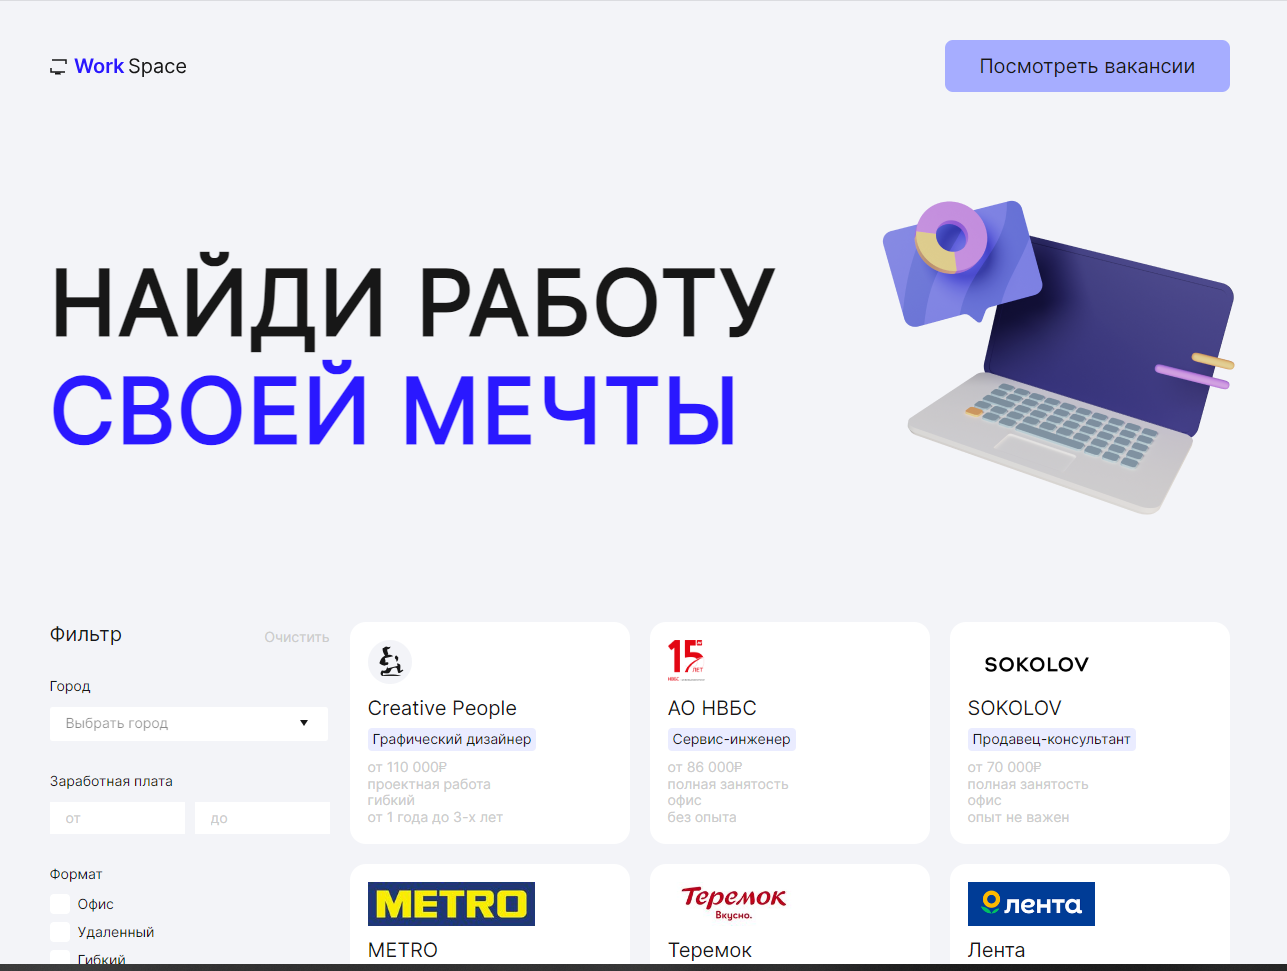 Work Space
Посмотреть вакансии
НАЙДИ РАБОТУ
СВОЕЙ МЕЧТЫ
Фильтр
Очистить
Город
Выбрать город
Заработная плата
от
до
Формат
Офис
Удаленный
Гибкий
Creative People
Графический дизайнер
от 110 000₽
проектная работа
гибкий
от 1 года до 3-х лет
15
ЛЕТ
НВБС
АО НВБС
Сервис-инженер
от 86 000₽
полная занятость
офис
без опыта
SOKOLOV
SOKOLOV
Продавец-консультант
от 70 000₽
полная занятость
офис
опыт не важен
METRO
METRO
Теремок
Вкусно.
Теремок
лента
Лента